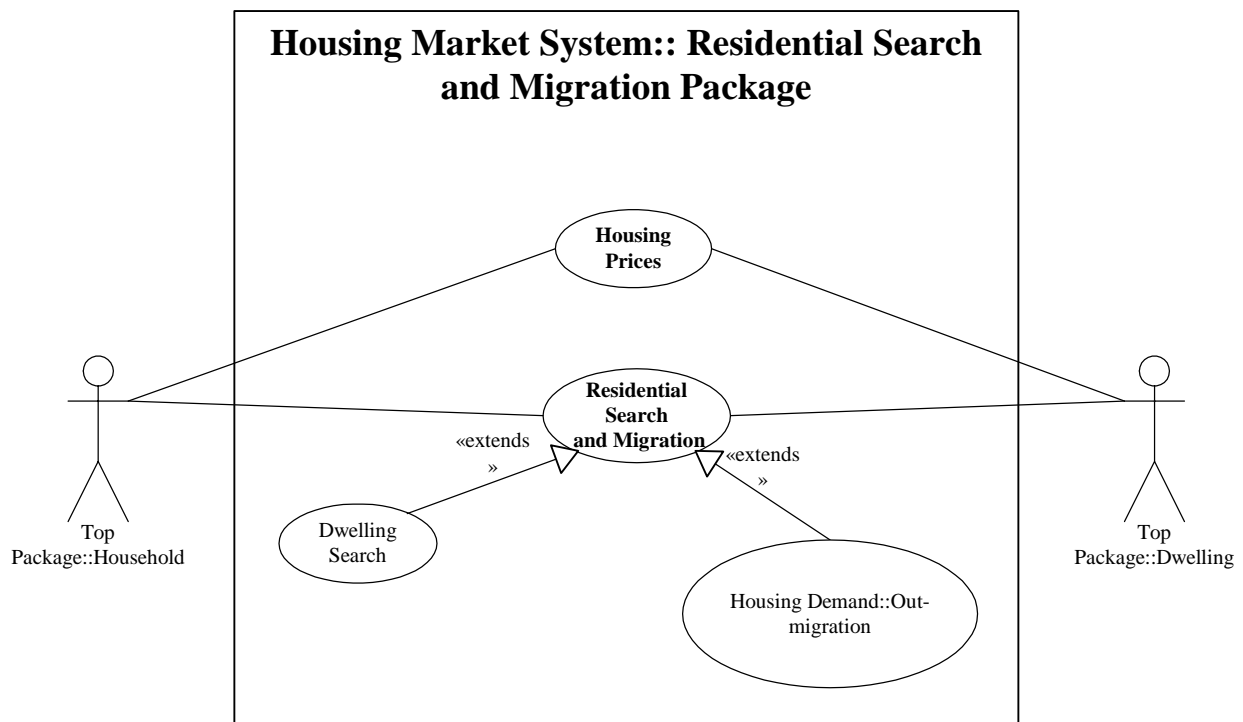 Housing Market System:: Residential Search
and Migration Package
Housing
Prices
Residential
Search
and Migration
«extends
»
«extends
»
Dwelling
Search
Top
Package::Household
Top
Package::Dwelling
Housing Demand::Out-
migration